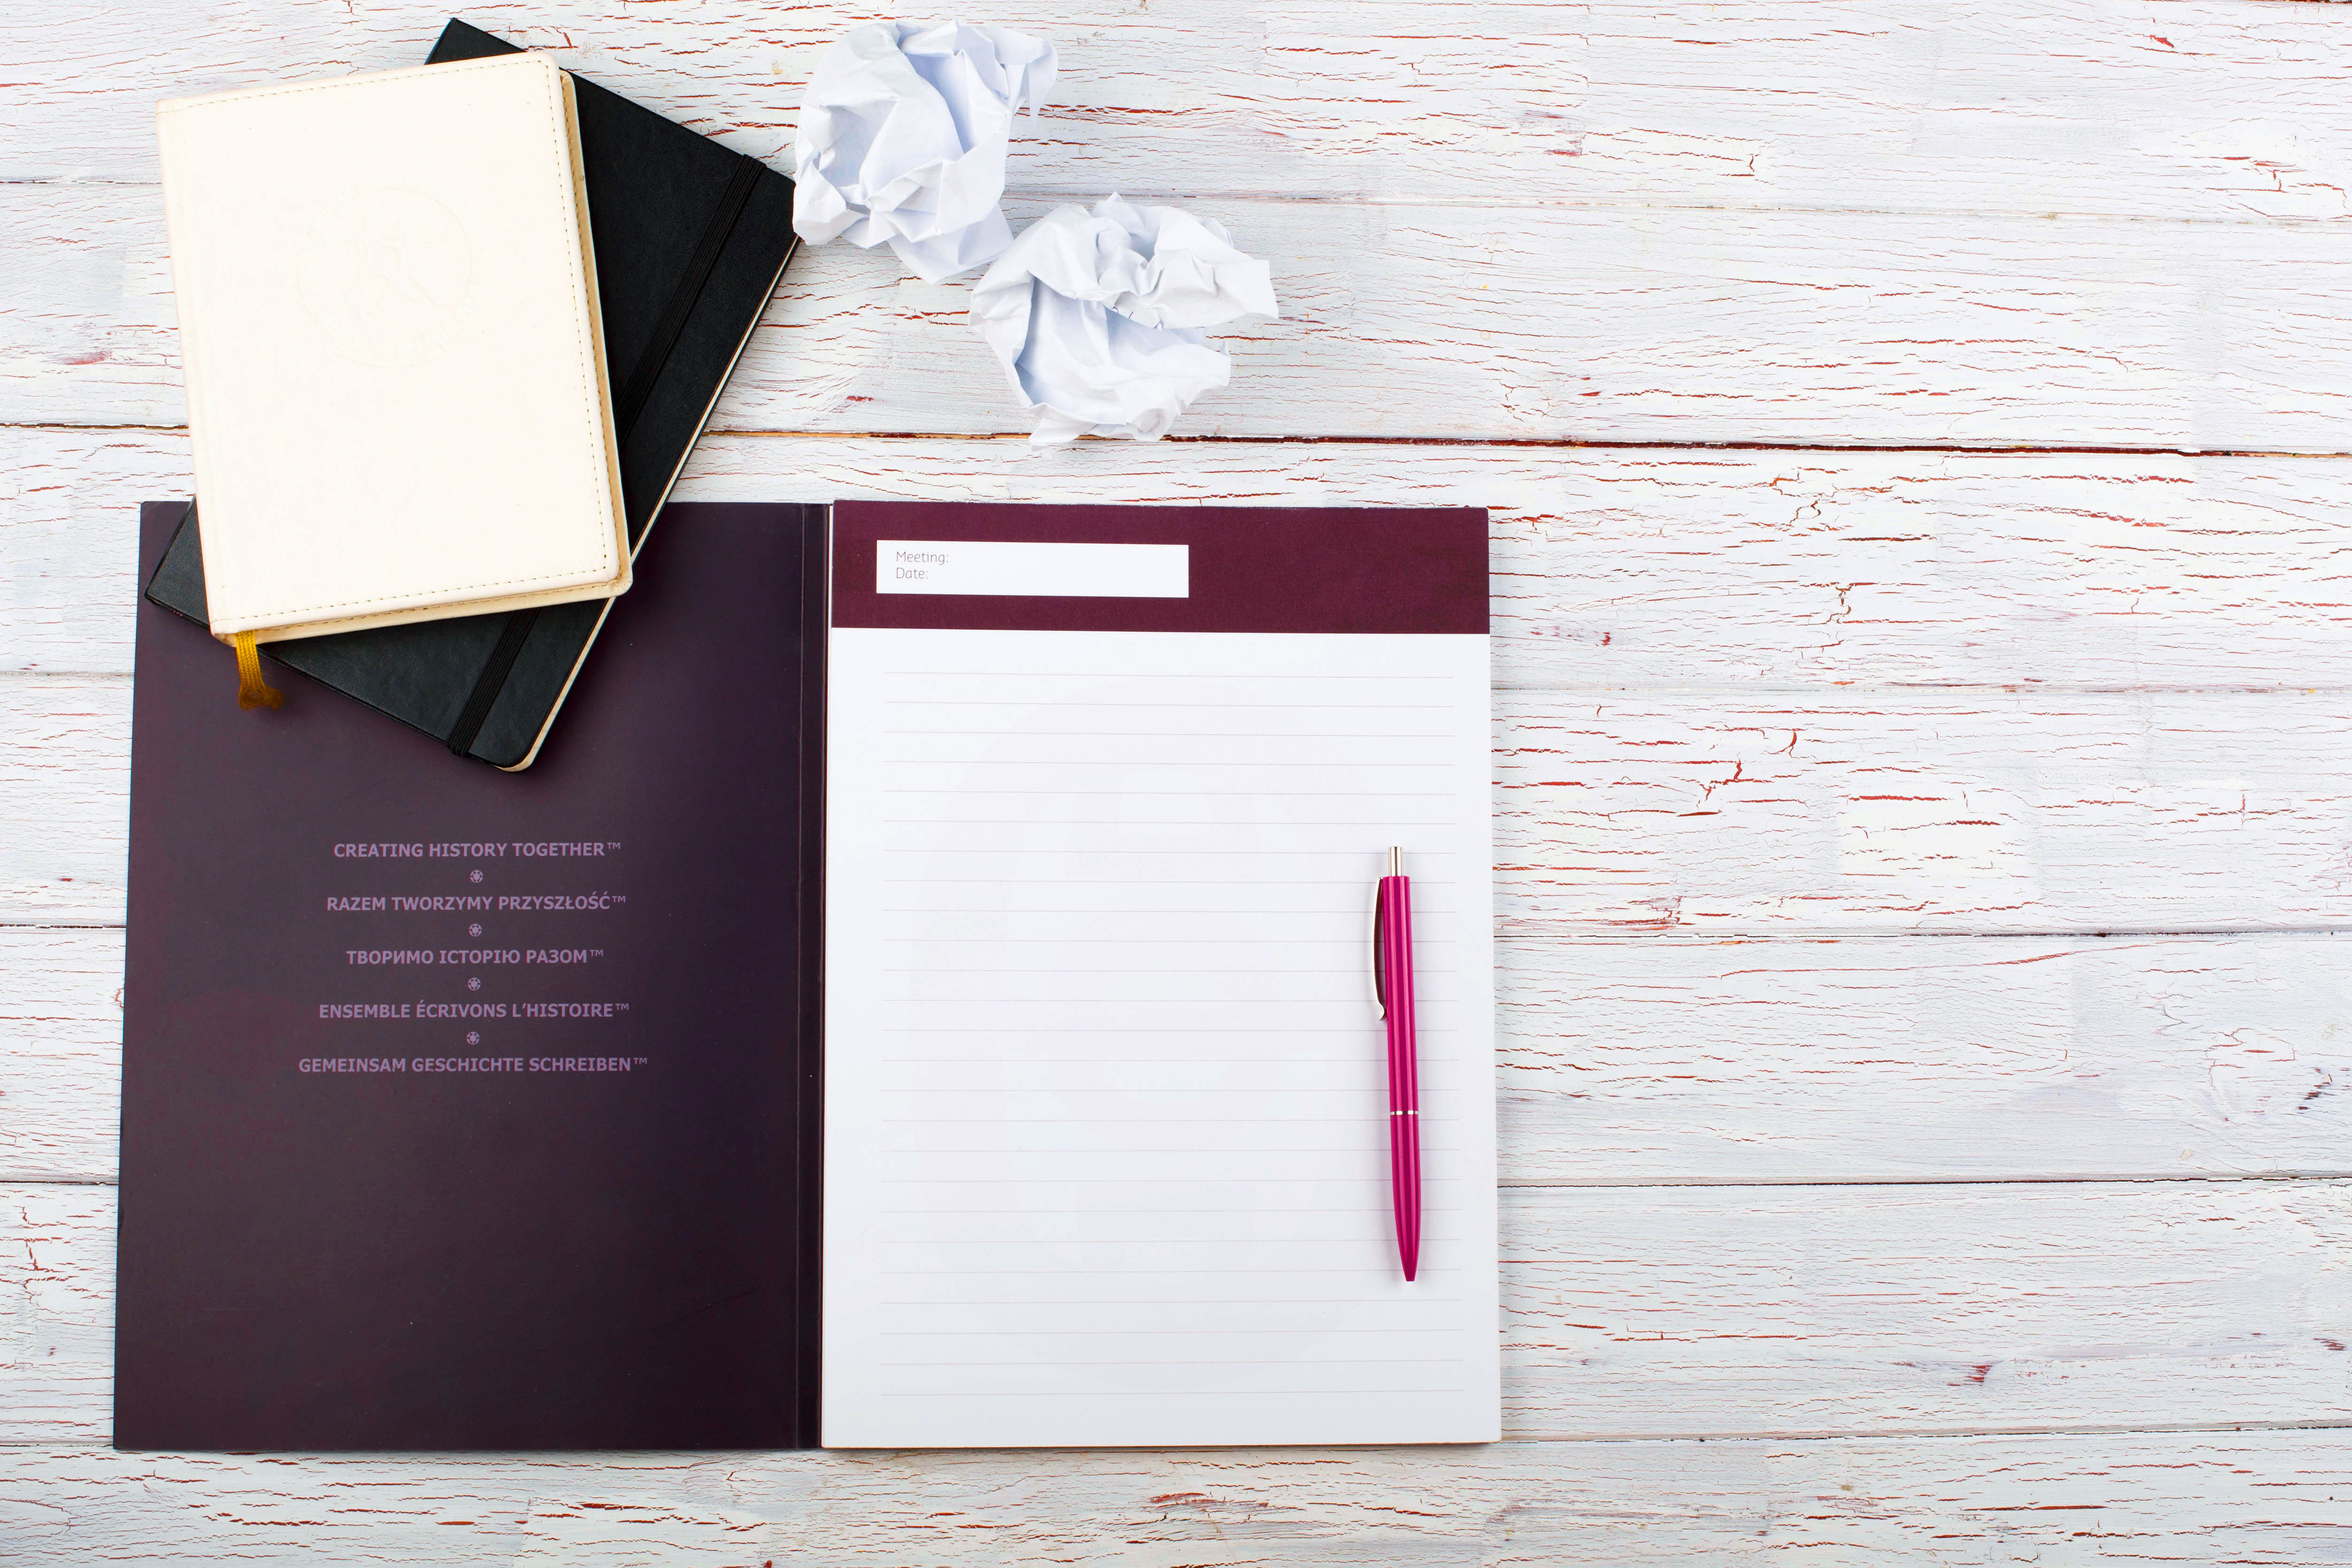 Meeting:
Date:
CREATING HISTORY TOGETHER™
RAZEM TWORZYMY PRZYSZŁOŚĆ™
ТВОРИМО ІСТОРІЮ РАЗОМ™
ENSEMBLE ÉCRIVONS L’HISTOIRE™
GEMEINSAM GESCHICHTE SCHREIBEN™